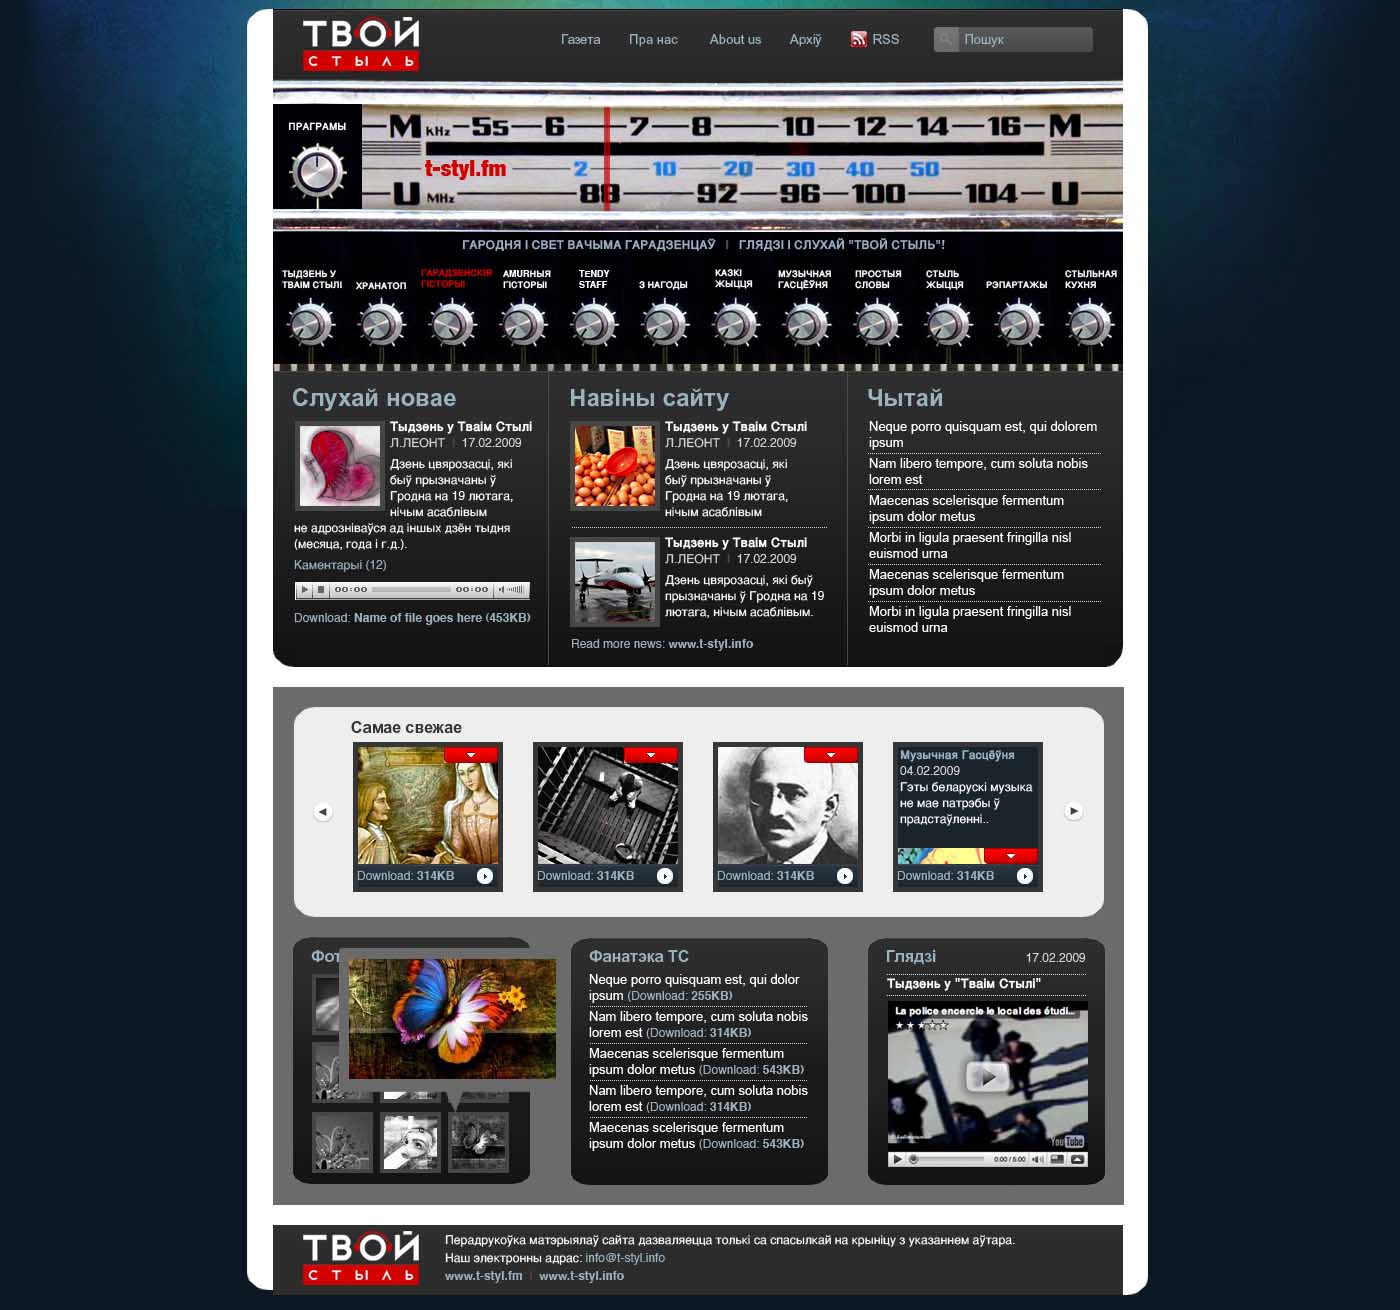 ТВОЙ
СТЫЛЬ
Газета
Пра нас
About us
Архіў
RSS
Пошук
ПРАГРАМЫ
M kHz 55 6 7 8 10 12 14 16 M
t-styl.fm 2 10 20 30 40 50
U MHz 88 92 96 100 104 U
ГАРОДНЯ І СВЕТ ВАЧЫМА ГАРАДЗЕНЦАЎ | ГЛЯДЗІ І СЛУХАЙ "ТВОЙ СТЫЛЬ"!
ТЫДЗЕНЬ У
ТВАІМ СТЫЛІ
ХРАНАТОП
ГАРАДЗЕНСКІЯ
ГІСТОРЫІ
АМURНЫЯ
ГІСТОРЫІ
TENDY
STAFF
З НАГОДЫ
КАЗКІ
ЖЫЦЦЯ
МУЗЫЧНАЯ
ГАСЦЁЎНЯ
ПРОСТЫЯ
СЛОВЫ
СТЫЛЬ
ЖЫЦЦЯ
РЭПАРТАЖЫ
СТЫЛЬНАЯ
КУХНЯ
Слухай новае
Тыдзень у Тваім Стылі
Л.ЛЕОНТ | 17.02.2009
Дзень цвярозасці, які
быў прызначаны ў
Гродна на 19 лютага,
нічым асаблівым
не адрозніваўся ад іншых дзён тыдня
(месяца, года і г.д.).
Каментарыі (12)
00:00 00:00
Download: Name of file goes here (453KB)
Навіны сайту
Тыдзень у Тваім Стылі
Л.ЛЕОНТ | 17.02.2009
Дзень цвярозасці, які
быў прызначаны ў
Гродна на 19 лютага,
нічым асаблівым
Тыдзень у Тваім Стылі
Л.ЛЕОНТ | 17.02.2009
Дзень цвярозасці, які быў
прызначаны ў Гродна на 19
лютага, нічым асаблівым.
Read more news: www.t-styl.info
Чытай
Neque porro quisquam est, qui dolorem
ipsum
Nam libero tempore, cum soluta nobis
lorem est
Maecenas scelerisque fermentum
ipsum dolor metus
Morbi in ligula praesent fringilla nisl
euismod urna
Maecenas scelerisque fermentum
ipsum dolor metus
Morbi in ligula praesent fringilla nisl
euismod urna
Самае свежае
Download: 314KB
Download: 314KB
Download: 314KB
Музычная Гасцёўня
04.02.2009
Гэты беларускі музыка
не мае патрэбы ў
прадстаўленні..
Download: 314KB
Фот
Фанатэка ТС
Neque porro quisquam est, qui dolor
ipsum (Download: 255KB)
Nam libero tempore, cum soluta nobis
lorem est (Download: 314KB)
Maecenas scelerisque fermentum
ipsum dolor metus (Download: 543KB)
Nam libero tempore, cum soluta nobis
lorem est (Download: 314KB)
Maecenas scelerisque fermentum
ipsum dolor metus (Download: 543KB)
Глядзі 17.02.2009
Тыдзень у "Тваім Стылі"
La police encercle le local des étudi...
You Tube
0:00 / 5:00
ТВОЙ
СТЫЛЬ
Перадрукоўка матэрыялаў сайта дазваляецца толькі са спасылкай на крыніцу з указаннем аўтара.
Наш электронны адрас: info@t-styl.info
www.t-styl.fm | www.t-styl.info